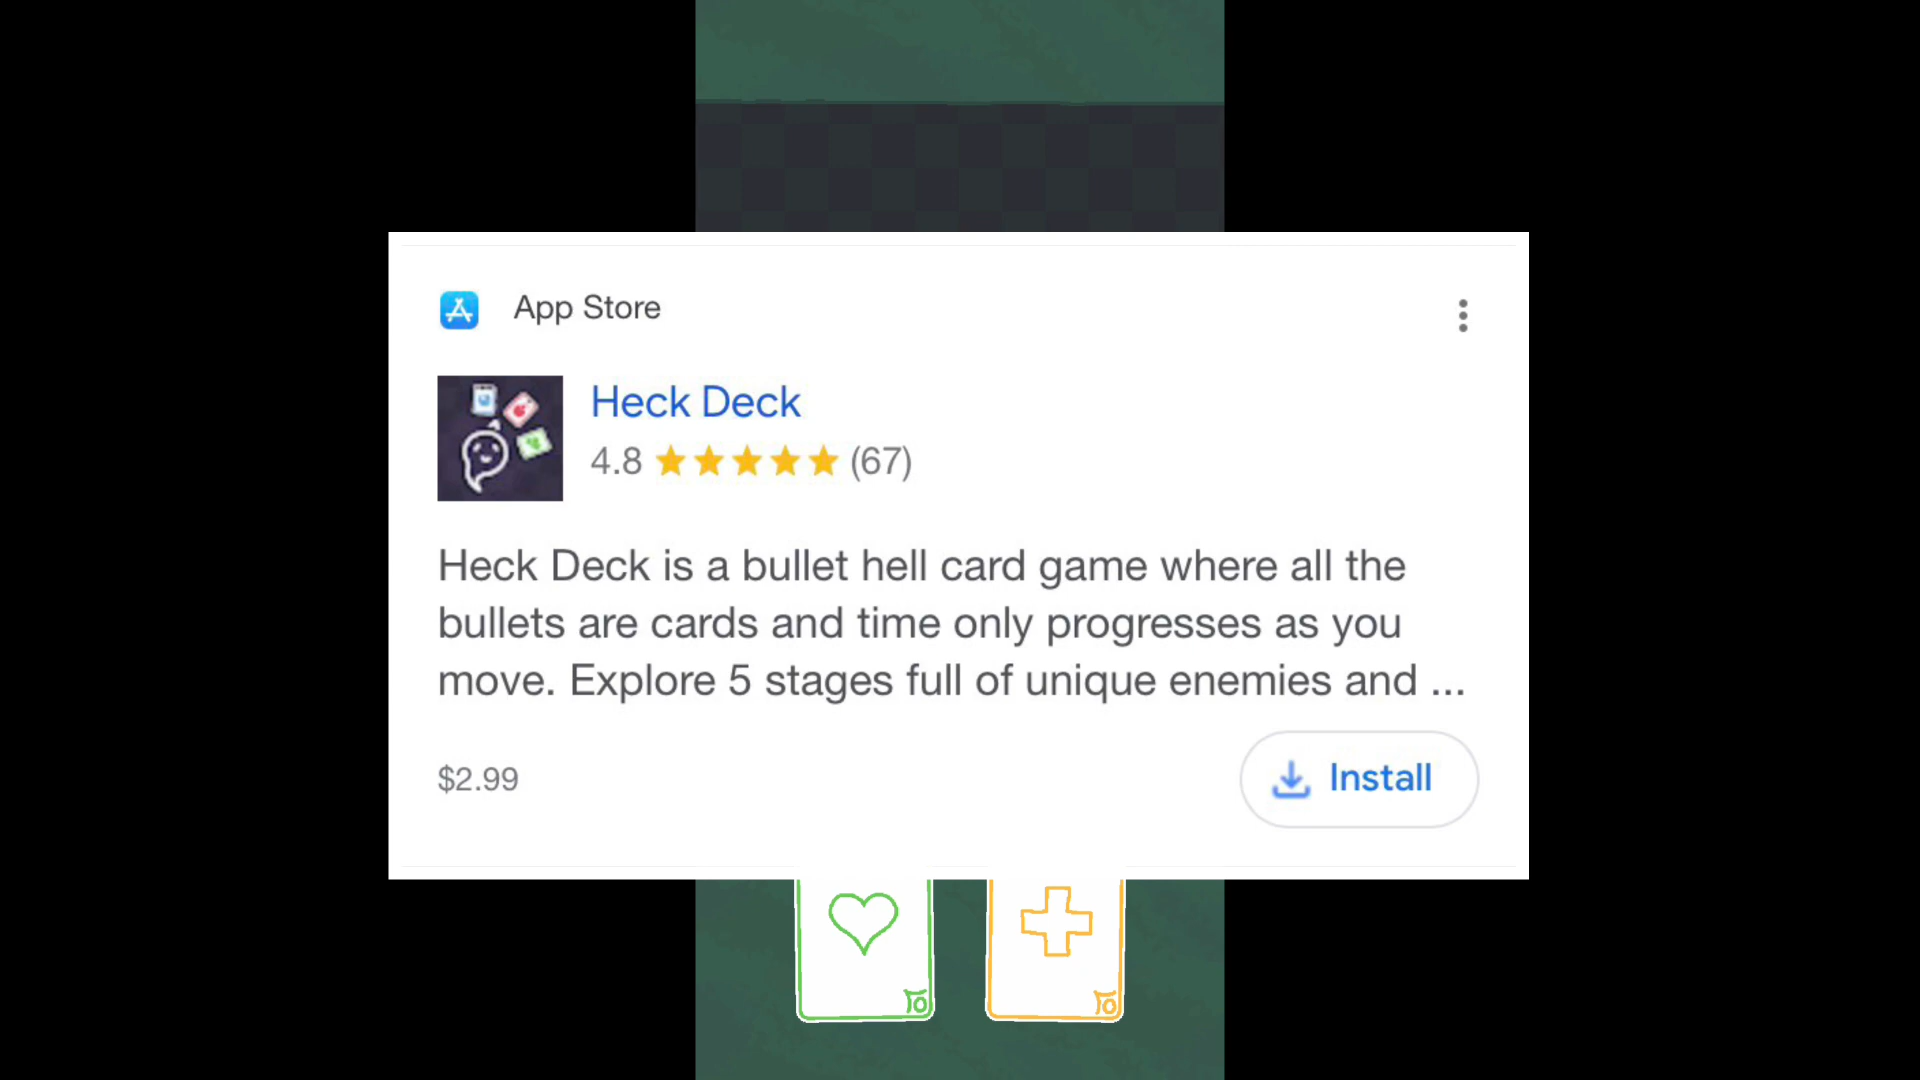 App Store
Heck Deck
4.8 (67)
Heck Deck is a bullet hell card game where all the
bullets are cards and time only progresses as you
move. Explore 5 stages full of unique enemies and ...
$2.99
Install
10
10